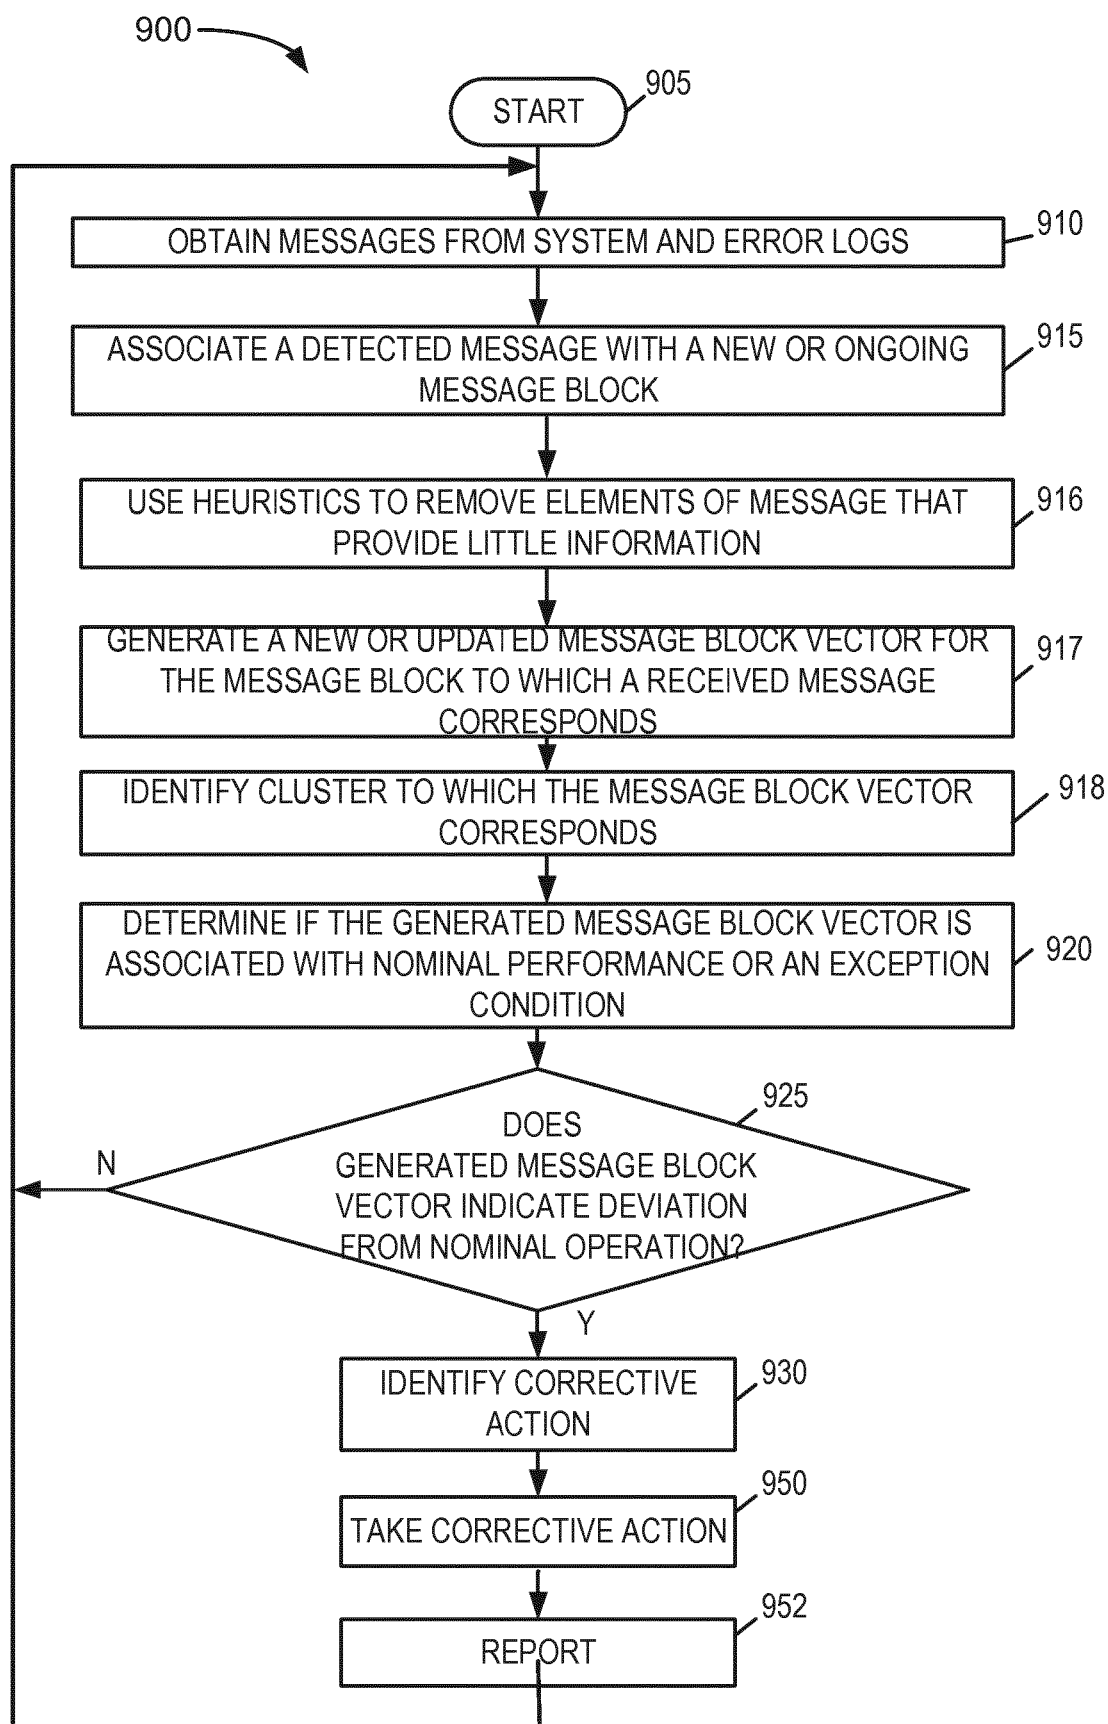 900
START
905
OBTAIN MESSAGES FROM SYSTEM AND ERROR LOGS
910
ASSOCIATE A DETECTED MESSAGE WITH A NEW OR ONGOING
MESSAGE BLOCK
915
USE HEURISTICS TO REMOVE ELEMENTS OF MESSAGE THAT
PROVIDE LITTLE INFORMATION
916
GENERATE A NEW OR UPDATED MESSAGE BLOCK VECTOR FOR
THE MESSAGE BLOCK TO WHICH A RECEIVED MESSAGE
CORRESPONDS
917
IDENTIFY CLUSTER TO WHICH THE MESSAGE BLOCK VECTOR
CORRESPONDS
918
DETERMINE IF THE GENERATED MESSAGE BLOCK VECTOR IS
ASSOCIATED WITH NOMINAL PERFORMANCE OR AN EXCEPTION
CONDITION
920
DOES
GENERATED MESSAGE BLOCK
VECTOR INDICATE DEVIATION
FROM NOMINAL OPERATION?
925
N
Y
IDENTIFY CORRECTIVE
ACTION
930
TAKE CORRECTIVE ACTION
950
REPORT
952